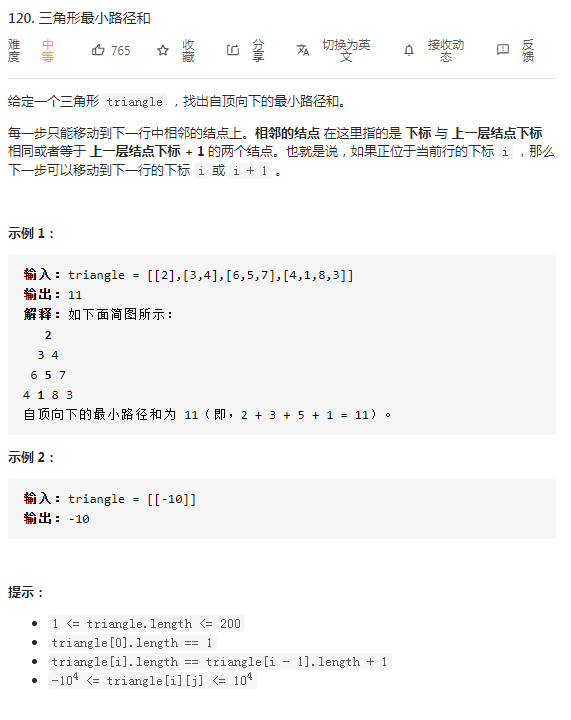 120. 三角形最小路径和
难度 中等 765 收藏 分享 切换为英文 接收动态 反馈
给定一个三角形 triangle ，找出自顶向下的最小路径和。
每一步只能移动到下一行中相邻的结点上。相邻的结点 在这里指的是 下标 与 上一层结点下标
相同或者等于 上一层结点下标 + 1 的两个结点。也就是说，如果正位于当前行的下标 i ，那么
下一步可以移动到下一行的下标 i 或 i + 1 。
示例 1：
输入：triangle = [[2],[3,4],[6,5,7],[4,1,8,3]]
输出：11
解释：如下面简图所示：
2
3 4
6 5 7
4 1 8 3
自顶向下的最小路径和为 11（即，2 + 3 + 5 + 1 = 11）。
示例 2：
输入：triangle = [[-10]]
输出：-10
提示：
1 <= triangle.length <= 200
triangle[0].length == 1
triangle[i].length == triangle[i - 1].length + 1
-10⁴ <= triangle[i][j] <= 10⁴